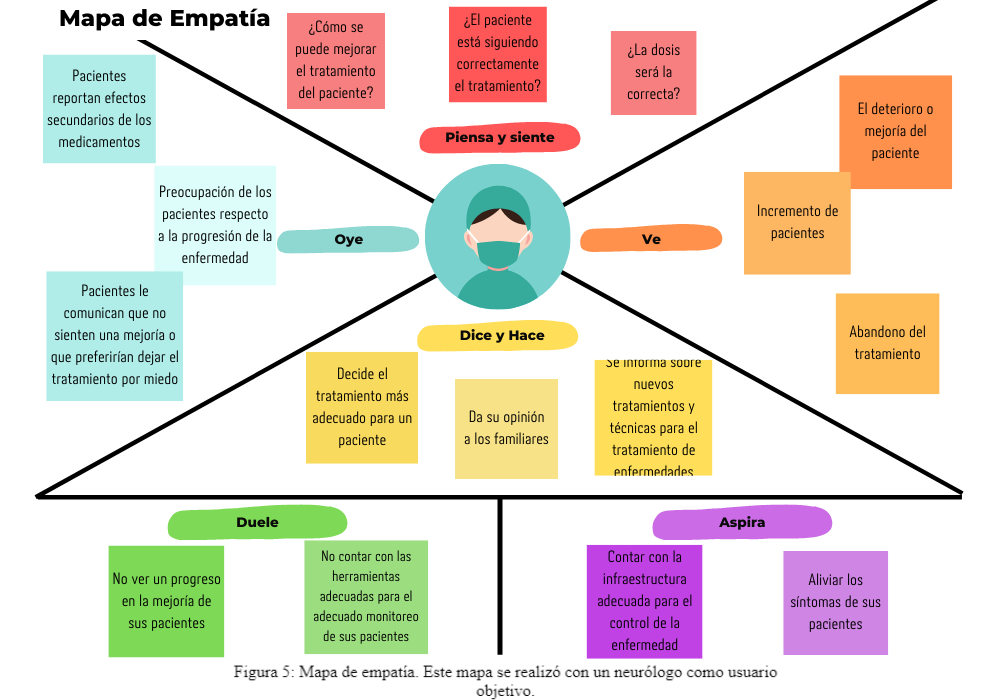 Mapa de Empatía
¿Cómo se
puede mejorar
el tratamiento
del paciente?
¿El paciente
está siguiendo
correctamente
el tratamiento?
¿La dosis
será la
correcta?
Piensa y siente
Pacientes
reportan efectos
secundarios de los
medicamentos
Preocupación de los
pacientes respecto
a la progresión de la
enfermedad
Pacientes le
comunican que no
sienten una mejoría o
que preferirían dejar el
tratamiento por miedo
Oye
Ve
El deterioro o
mejoría del
paciente
Incremento de
pacientes
Abandono del
tratamiento
Dice y Hace
Decide el
tratamiento más
adecuado para un
paciente
Da su opinión
a los familiares
Se informa sobre
nuevos
tratamientos y
técnicas para el
tratamiento de
enfermedades
Duele
No ver un progreso
en la mejoría de
sus pacientes
No contar con las
herramientas
adecuadas para el
adecuado monitoreo
de sus pacientes
Aspira
Contar con la
infraestructura
adecuada para el
control de la
enfermedad
Aliviar los
síntomas de sus
pacientes
Figura 5: Mapa de empatía. Este mapa se realizó con un neurólogo como usuario
objetivo.